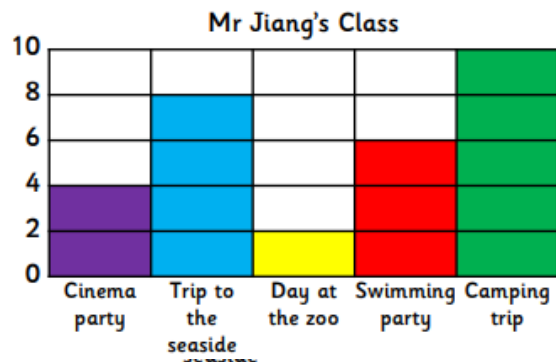 Mr Jiang's Class
10
8
6
4
2
0
Cinema
party
Trip to
the
seaside
Day at
the zoo
Swimming
party
Camping
trip
seaside